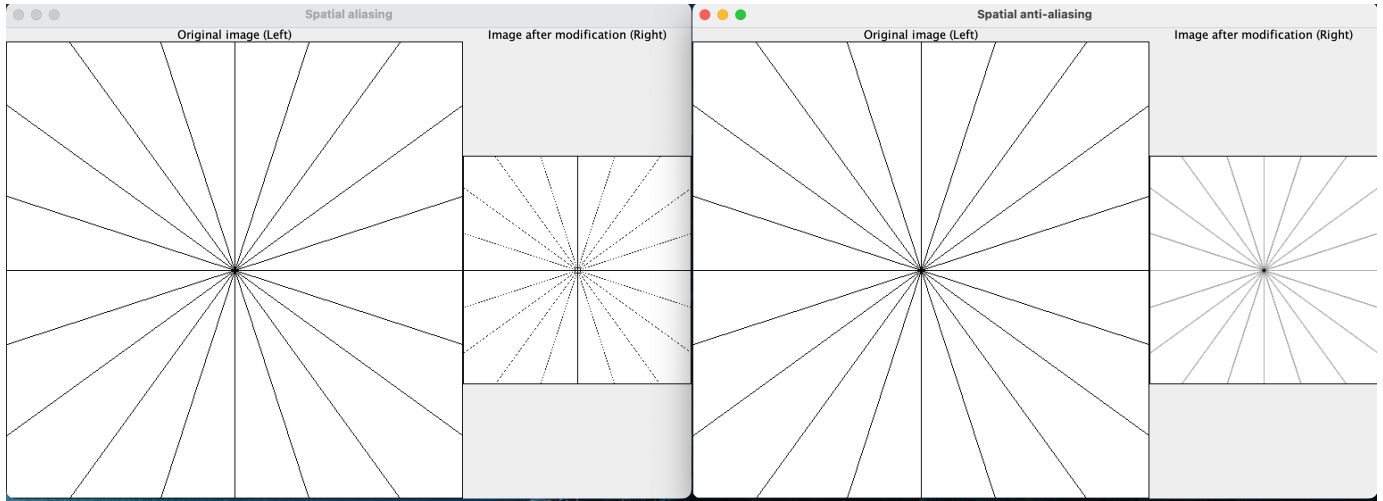 Spatial aliasing
Original image (Left)
Image after modification (Right)
Spatial anti-aliasing
Original image (Left)
Image after modification (Right)